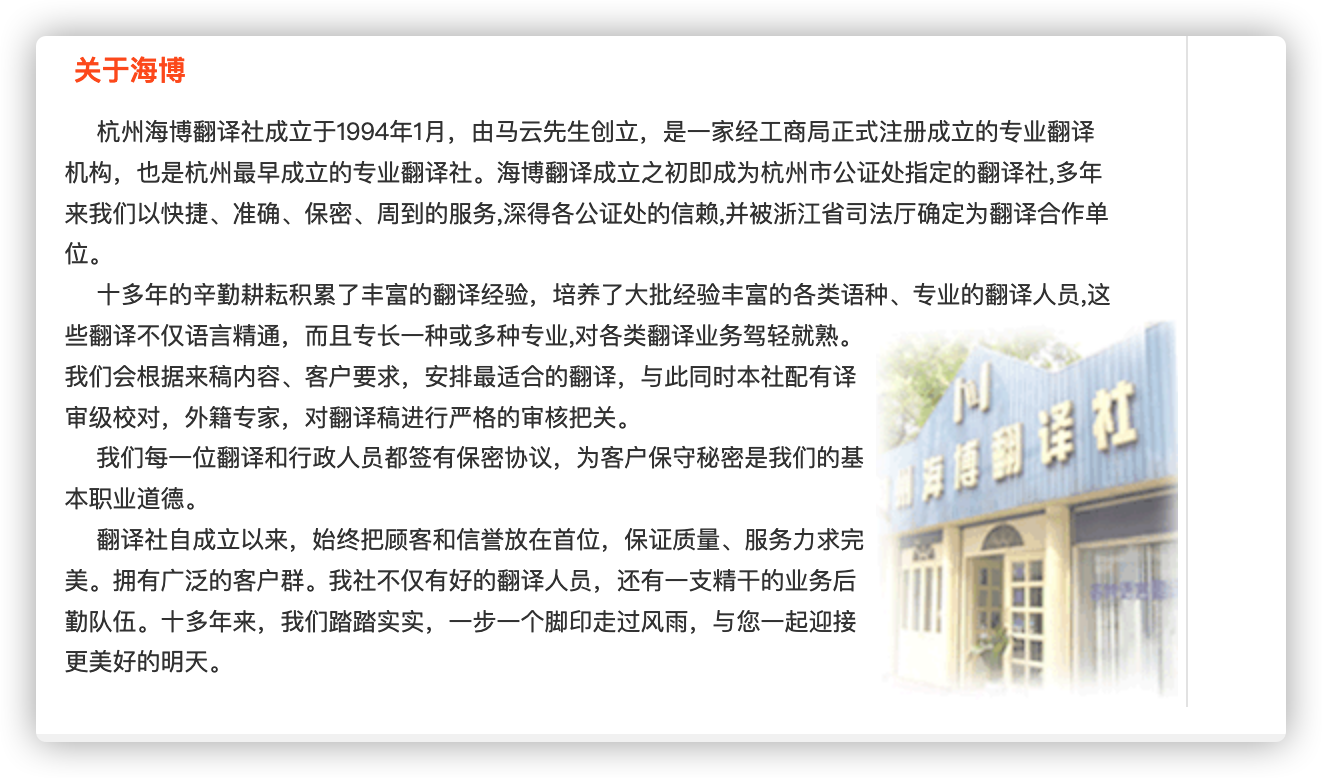 关于海博
杭州海博翻译社成立于1994年1月，由马云先生创立，是一家经工商局正式注册成立的专业翻译
机构，也是杭州最早成立的专业翻译社。海博翻译成立之初即成为杭州市公证处指定的翻译社,多年
来我们以快捷、准确、保密、周到的服务,深得各公证处的信赖,并被浙江省司法厅确定为翻译合作单
位。
十多年的辛勤耕耘积累了丰富的翻译经验，培养了大批经验丰富的各类语种、专业的翻译人员,这
些翻译不仅语言精通，而且专长一种或多种专业,对各类翻译业务驾轻就熟。
我们会根据来稿内容、客户要求，安排最适合的翻译，与此同时本社配有译
审级校对，外籍专家，对翻译稿进行严格的审核把关。
我们每一位翻译和行政人员都签有保密协议，为客户保守秘密是我们的基
本职业道德。
翻译社自成立以来，始终把顾客和信誉放在首位，保证质量、服务力求完
美。拥有广泛的客户群。我社不仅有好的翻译人员，还有一支精干的业务后
勤队伍。十多年来，我们踏踏实实，一步一个脚印走过风雨，与您一起迎接
更美好的明天。
州海博翻译社